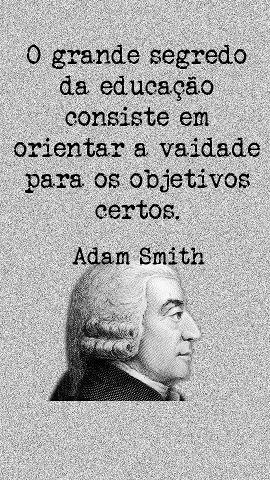 O grande segredo
da educação
consiste em
orientar a vaidade
para os objetivos
certos.
Adam Smith